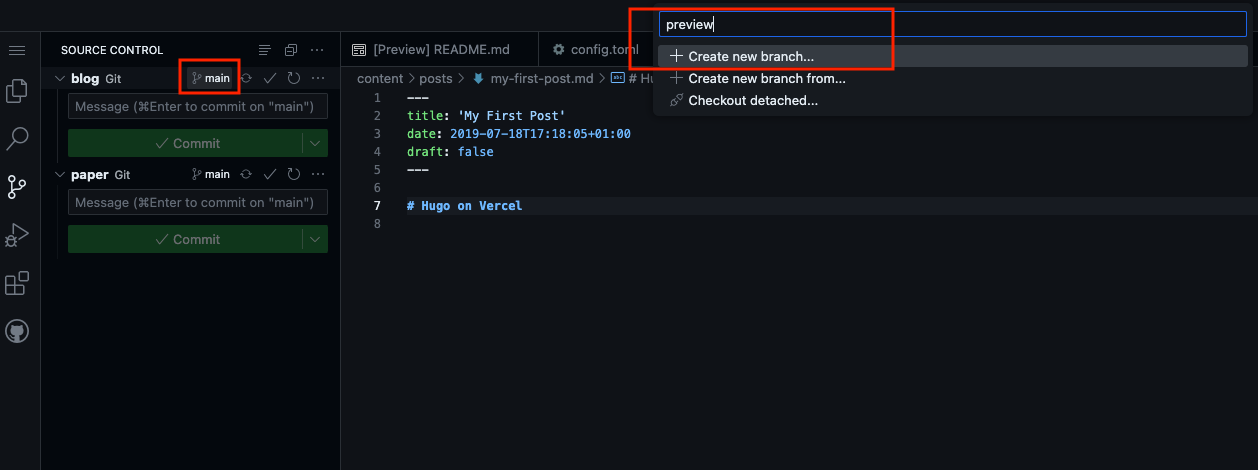 preview
Create new branch...
Create new branch from...
Checkout detached...
SOURCE CONTROL
blog Git main
Message (⌘Enter to commit on "main")
Commit
paper Git main
Message (⌘Enter to commit on "main")
Commit
[Preview] README.md
config.toml
content > posts > my-first-post.md > abc # Hu
1 ---
2 title: 'My First Post'
3 date: 2019-07-18T17:18:05+01:00
4 draft: false
5 ---
6
7 # Hugo on Vercel
8